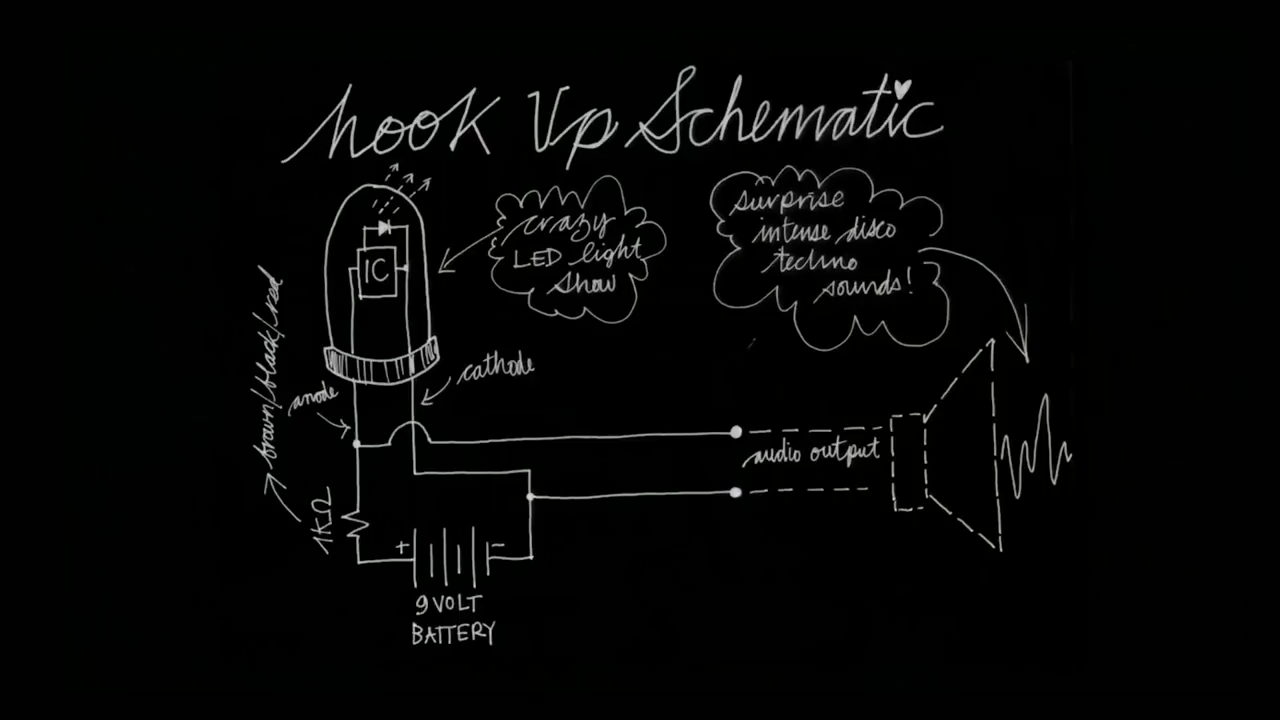 Hook Up Schematic
crazy
LED light
show
surprise
intense disco
techno
sounds!
IC
brown/black/red
anode
cathode
audio output
1KΩ
+
-
9 VOLT
BATTERY